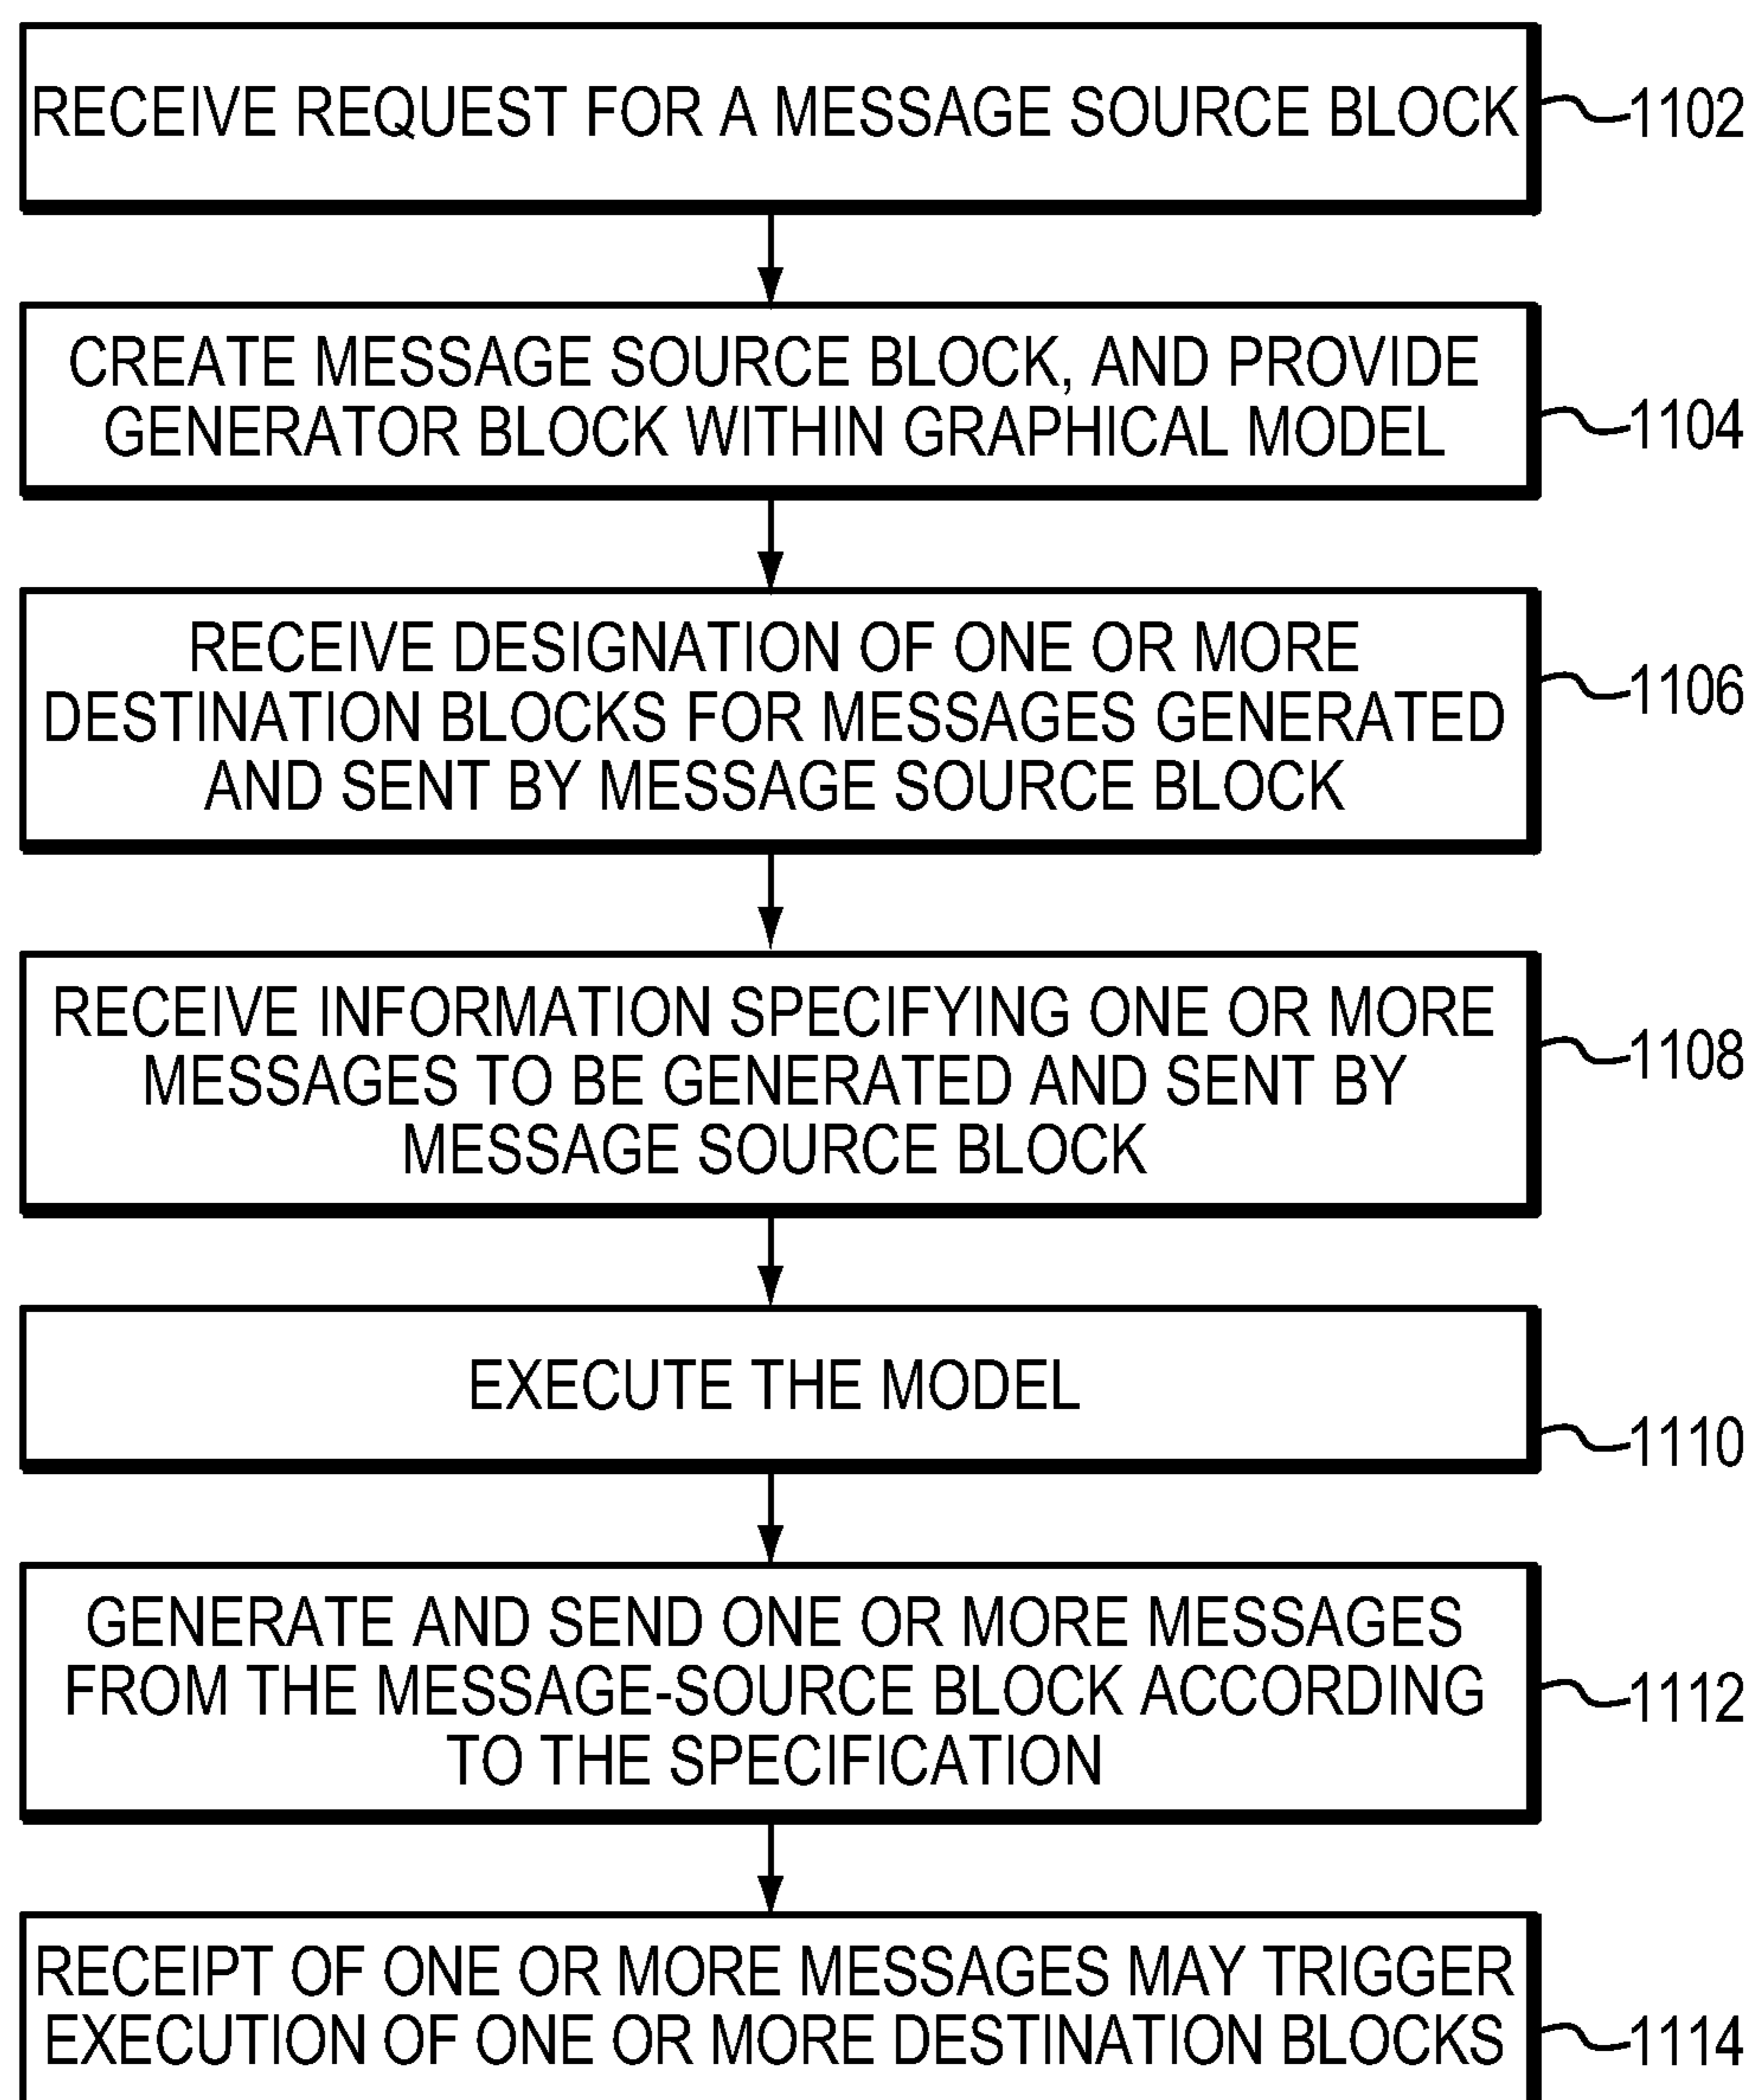 RECEIVE REQUEST FOR A MESSAGE SOURCE BLOCK
1102
CREATE MESSAGE SOURCE BLOCK, AND PROVIDE
GENERATOR BLOCK WITHIN GRAPHICAL MODEL
1104
RECEIVE DESIGNATION OF ONE OR MORE
DESTINATION BLOCKS FOR MESSAGES GENERATED
AND SENT BY MESSAGE SOURCE BLOCK
1106
RECEIVE INFORMATION SPECIFYING ONE OR MORE
MESSAGES TO BE GENERATED AND SENT BY
MESSAGE SOURCE BLOCK
1108
EXECUTE THE MODEL
1110
GENERATE AND SEND ONE OR MORE MESSAGES
FROM THE MESSAGE-SOURCE BLOCK ACCORDING
TO THE SPECIFICATION
1112
RECEIPT OF ONE OR MORE MESSAGES MAY TRIGGER
EXECUTION OF ONE OR MORE DESTINATION BLOCKS
1114